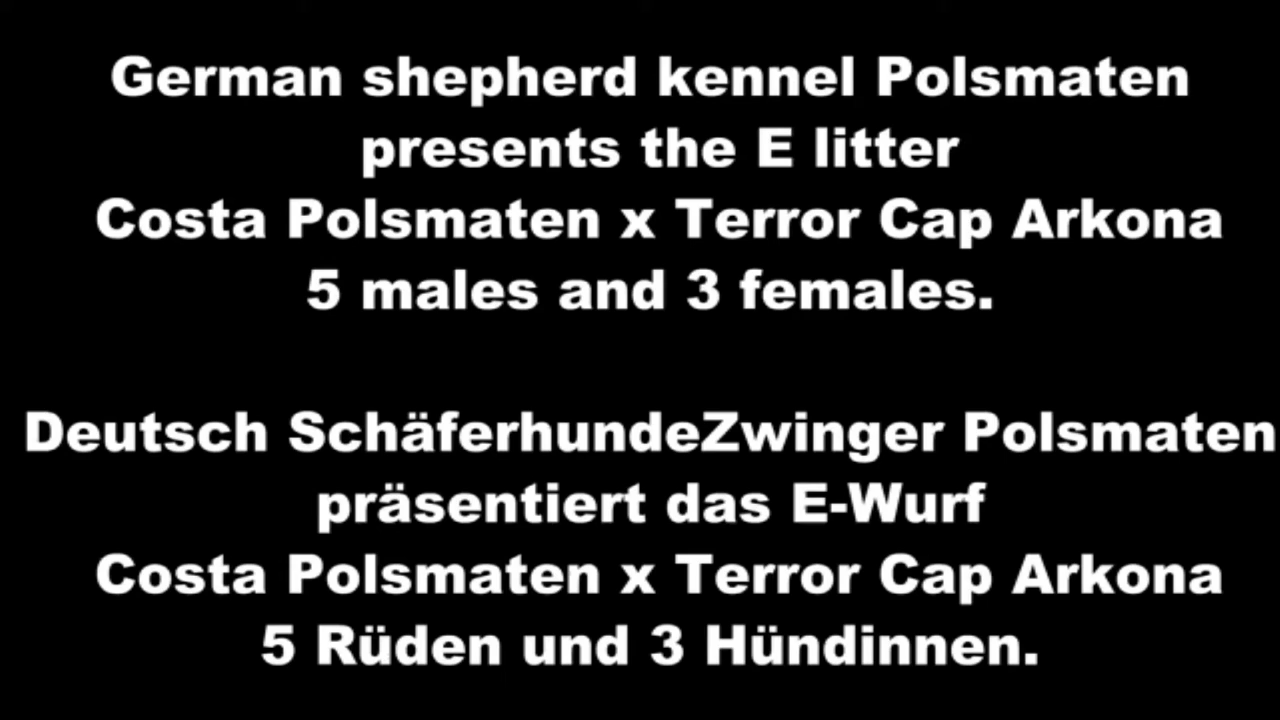 German shepherd kennel Polsmaten
presents the E litter
Costa Polsmaten x Terror Cap Arkona
5 males and 3 females.
Deutsch SchäferhundeZwinger Polsmaten
präsentiert das E-Wurf
Costa Polsmaten x Terror Cap Arkona
5 Rüden und 3 Hündinnen.